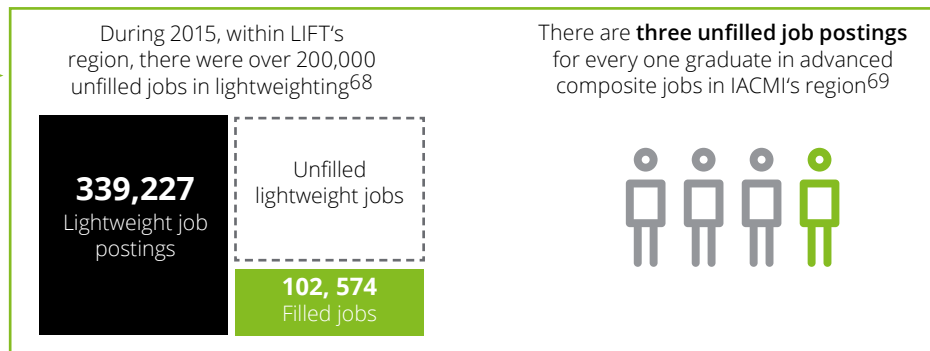 During 2015, within LIFT‘s
region, there were over 200,000
unfilled jobs in lightweighting68
339,227
Lightweight job
postings
Unfilled
lightweight jobs
102, 574
Filled jobs
There are three unfilled job postings
for every one graduate in advanced
composite jobs in IACMI‘s region69